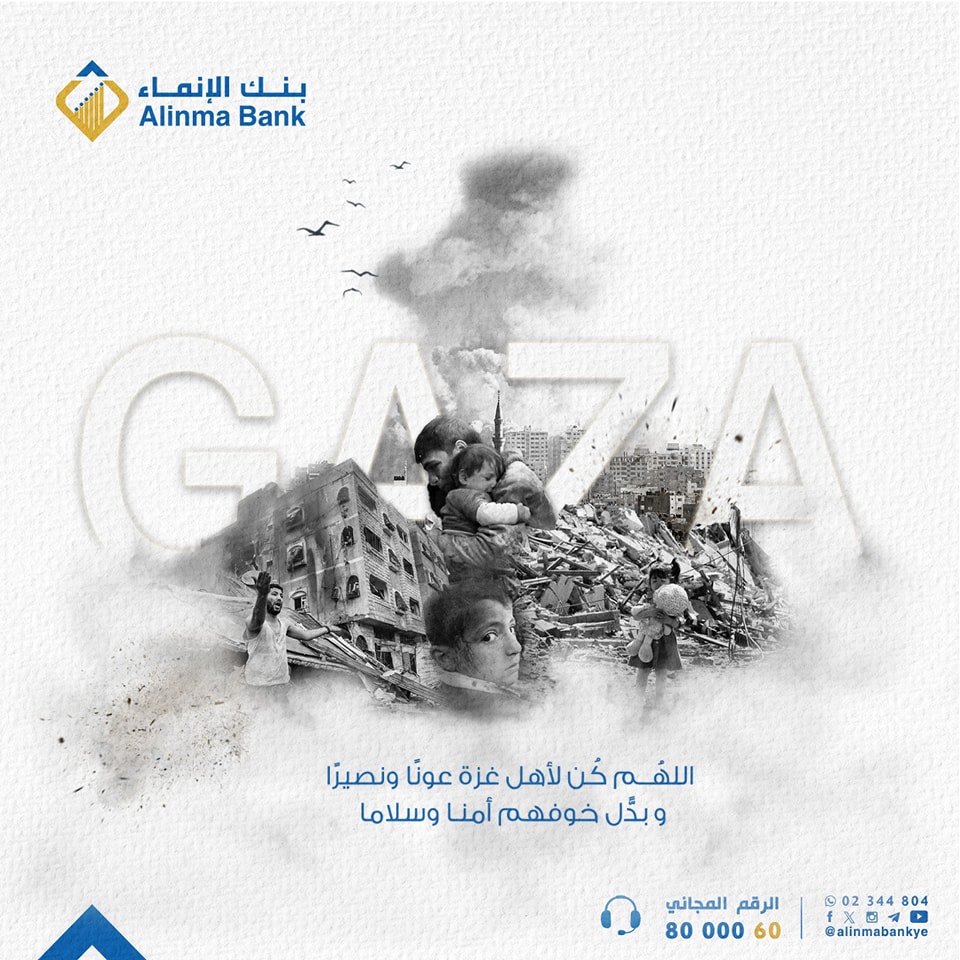 بنك الإنماء
Alinma Bank
GAZA
اللهُم كُن لأهل غزة عونًا ونصيرًا
و بدًّل خوفهم أمنا وسلاما
الرقم المجاني
80 000 60
02 344 804
@alinmabankye